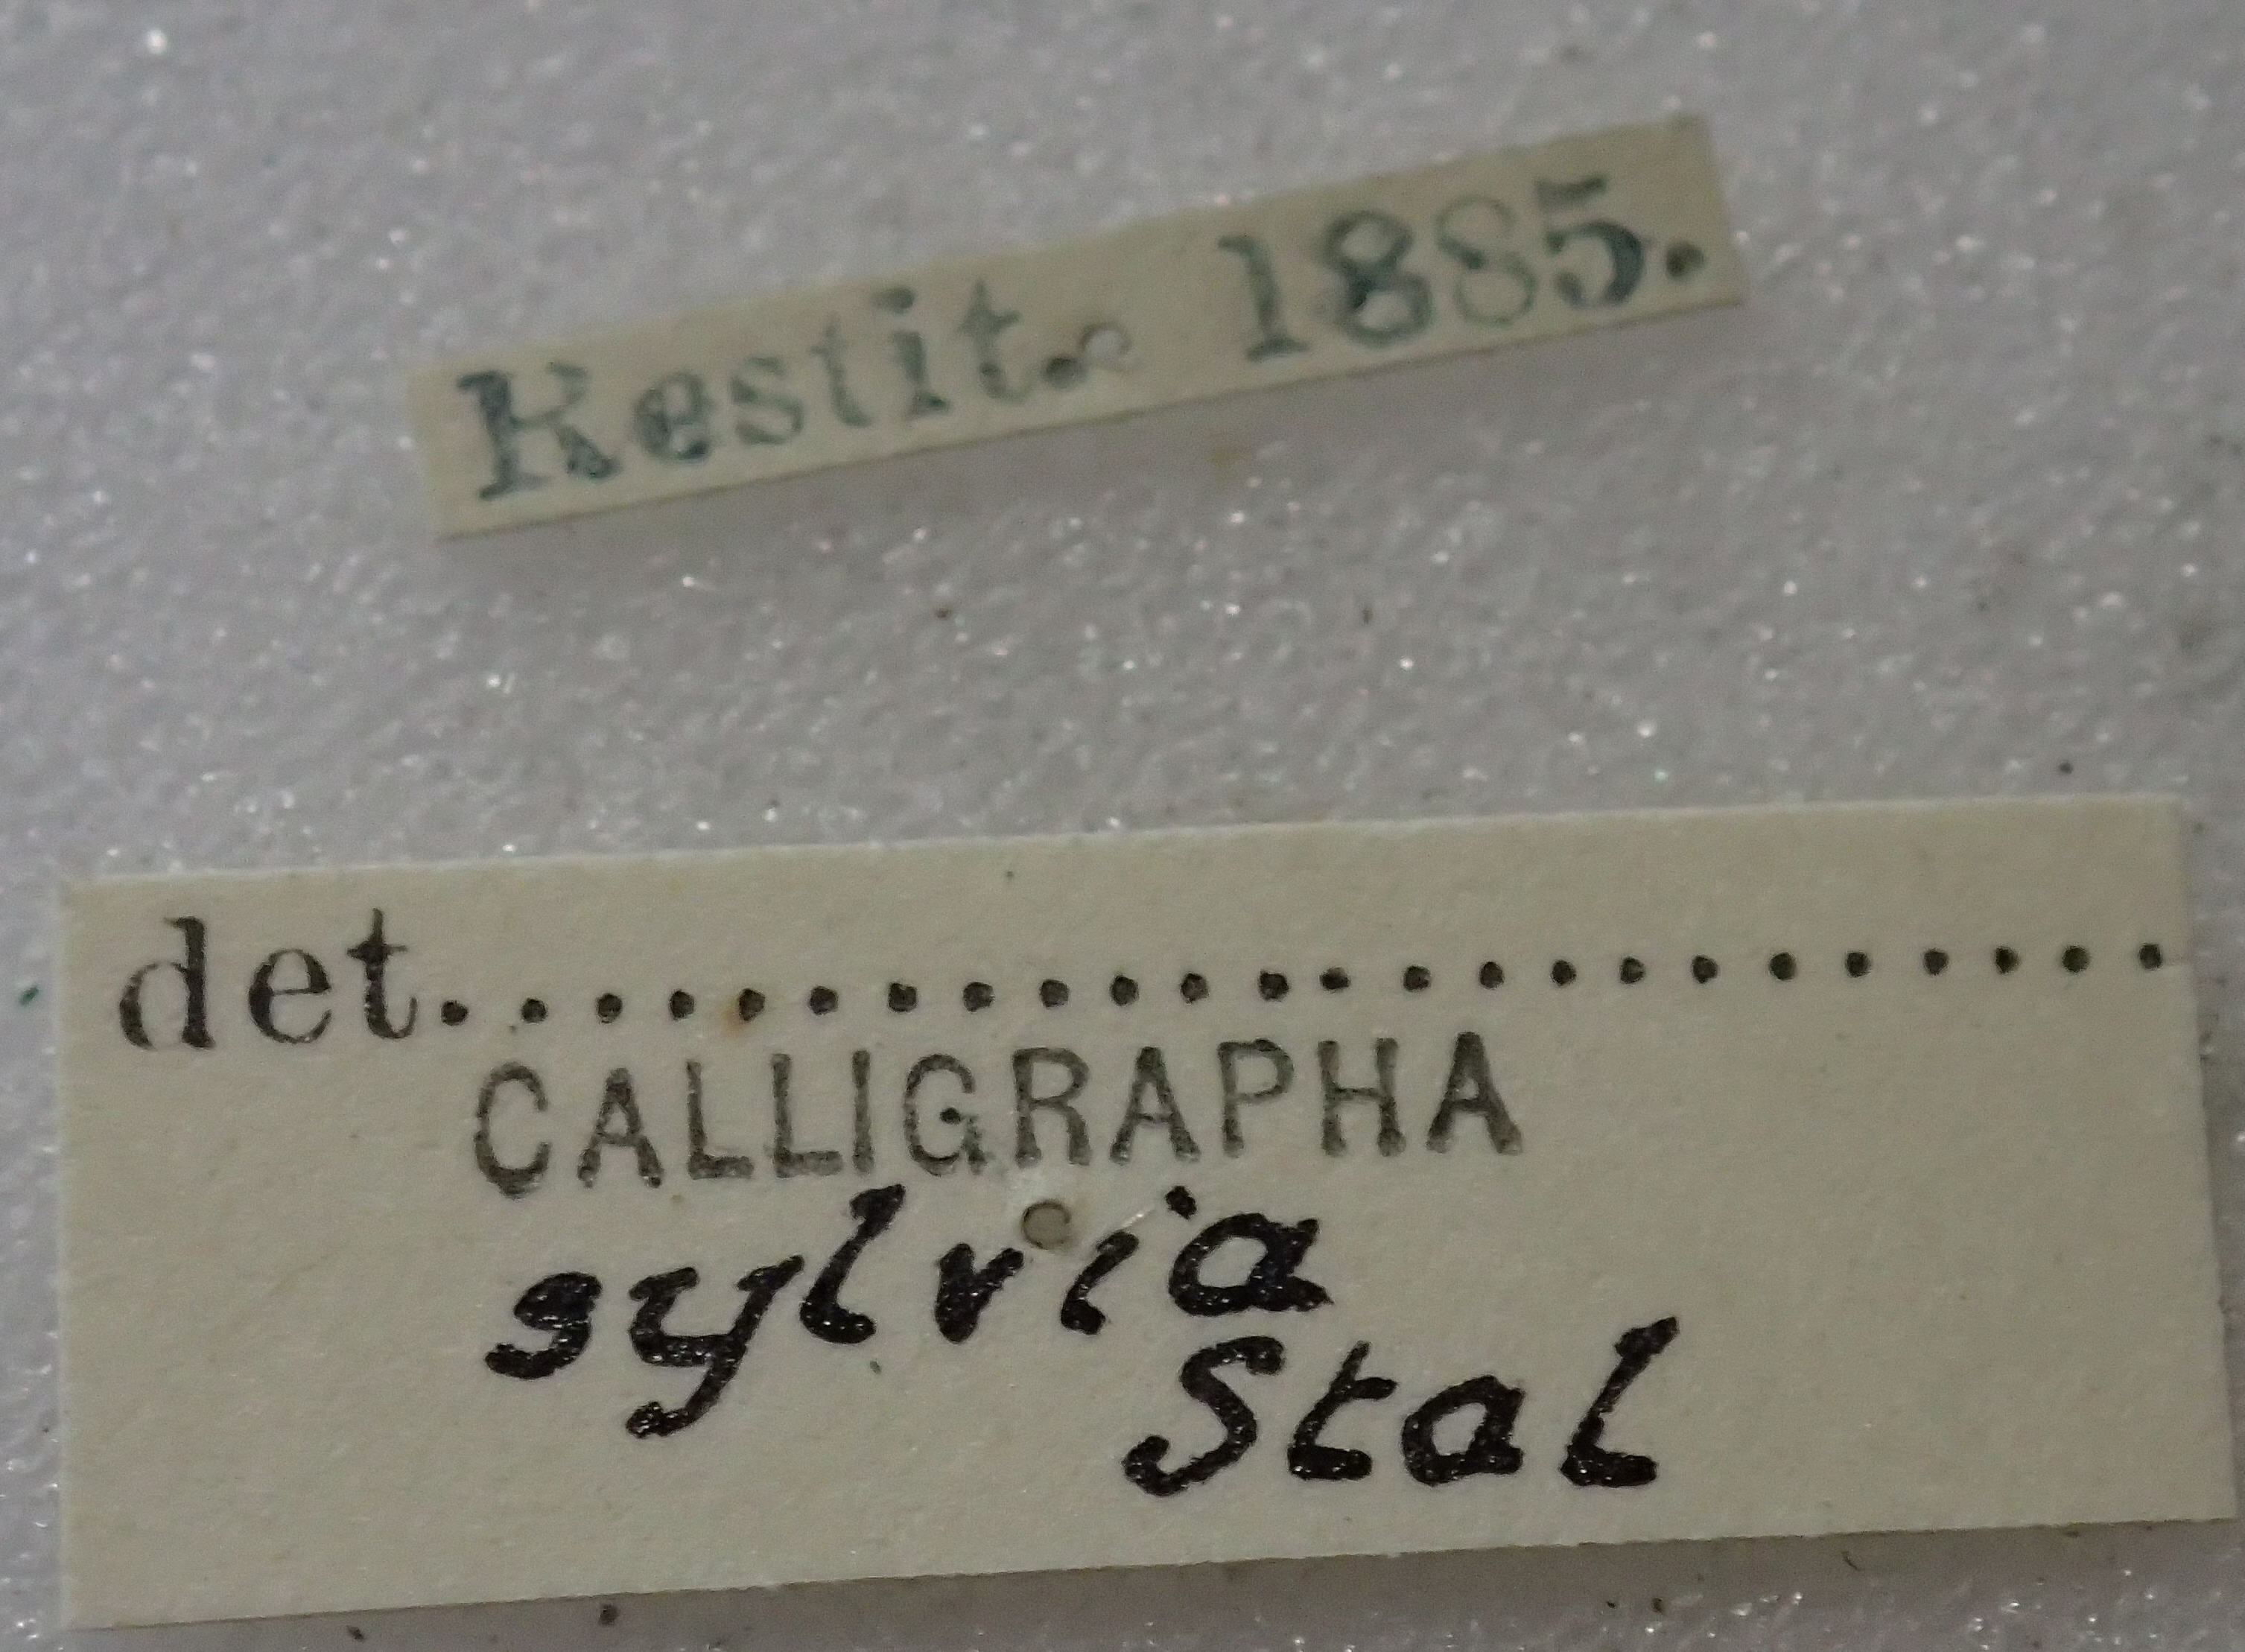 Restit. 1885.
det.......................
CALLIGRAPHA
sylvia
Stal